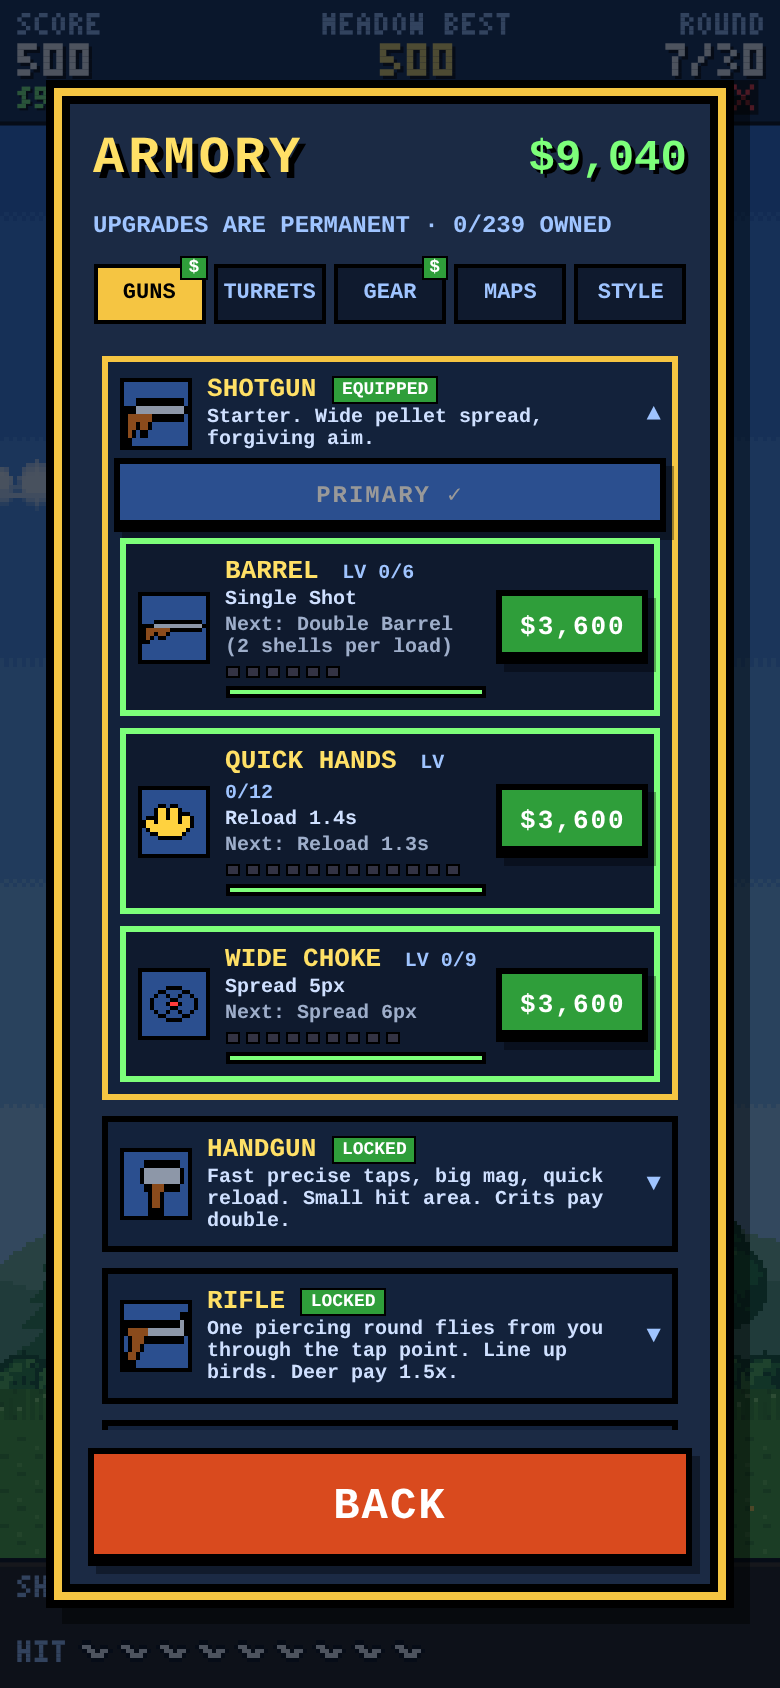 SCORE
MEADOW BEST
ROUND
500
500
7/30
ARMORY
$9,040
UPGRADES ARE PERMANENT · 0/239 OWNED
$
$
GUNS
TURRETS
GEAR
MAPS
STYLE
SHOTGUN
EQUIPPED
Starter. Wide pellet spread,
forgiving aim.
▲
PRIMARY ✓
BARREL LV 0/6
Single Shot
Next: Double Barrel
(2 shells per load)
$3,600
QUICK HANDS LV
0/12
Reload 1.4s
Next: Reload 1.3s
$3,600
WIDE CHOKE LV 0/9
Spread 5px
Next: Spread 6px
$3,600
HANDGUN
LOCKED
Fast precise taps, big mag, quick
reload. Small hit area. Crits pay
double.
▼
RIFLE
LOCKED
One piercing round flies from you
through the tap point. Line up
birds. Deer pay 1.5x.
▼
BACK
HIT